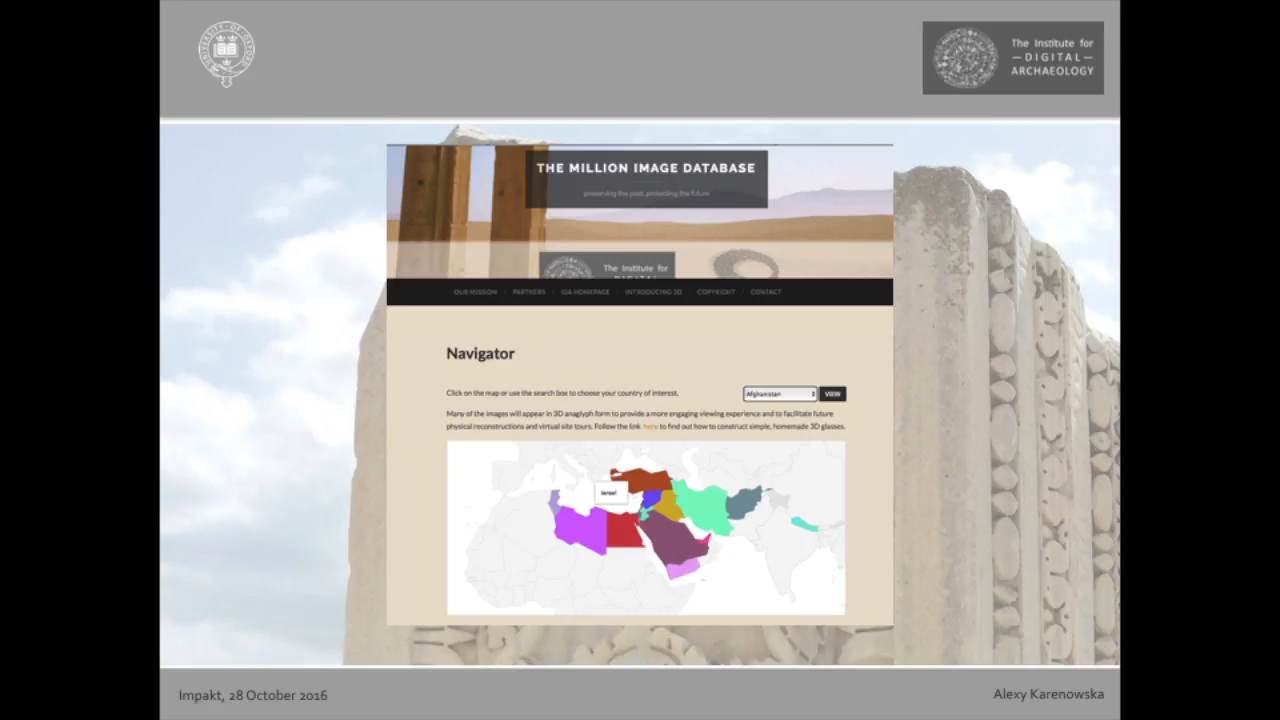 UNIVERSITY OF OXFORD
The Institute for
—DIGITAL—
ARCHAEOLOGY
THE MILLION IMAGE DATABASE
preserving the past, protecting the future
The Institute for
OUR MISSION
PARTNERS
IDA HOMEPAGE
INTRODUCING 3D
COPYRIGHT
CONTACT
Navigator
Click on the map or use the search box to choose your country of interest.
Afghanistan
VIEW
Many of the images will appear in 3D anaglyph form to provide a more engaging viewing experience and to facilitate future
physical reconstructions and virtual site tours. Follow the link here to find out how to construct simple, homemade 3D glasses.
Israel
Impakt, 28 October 2016
Alexy Karenowska